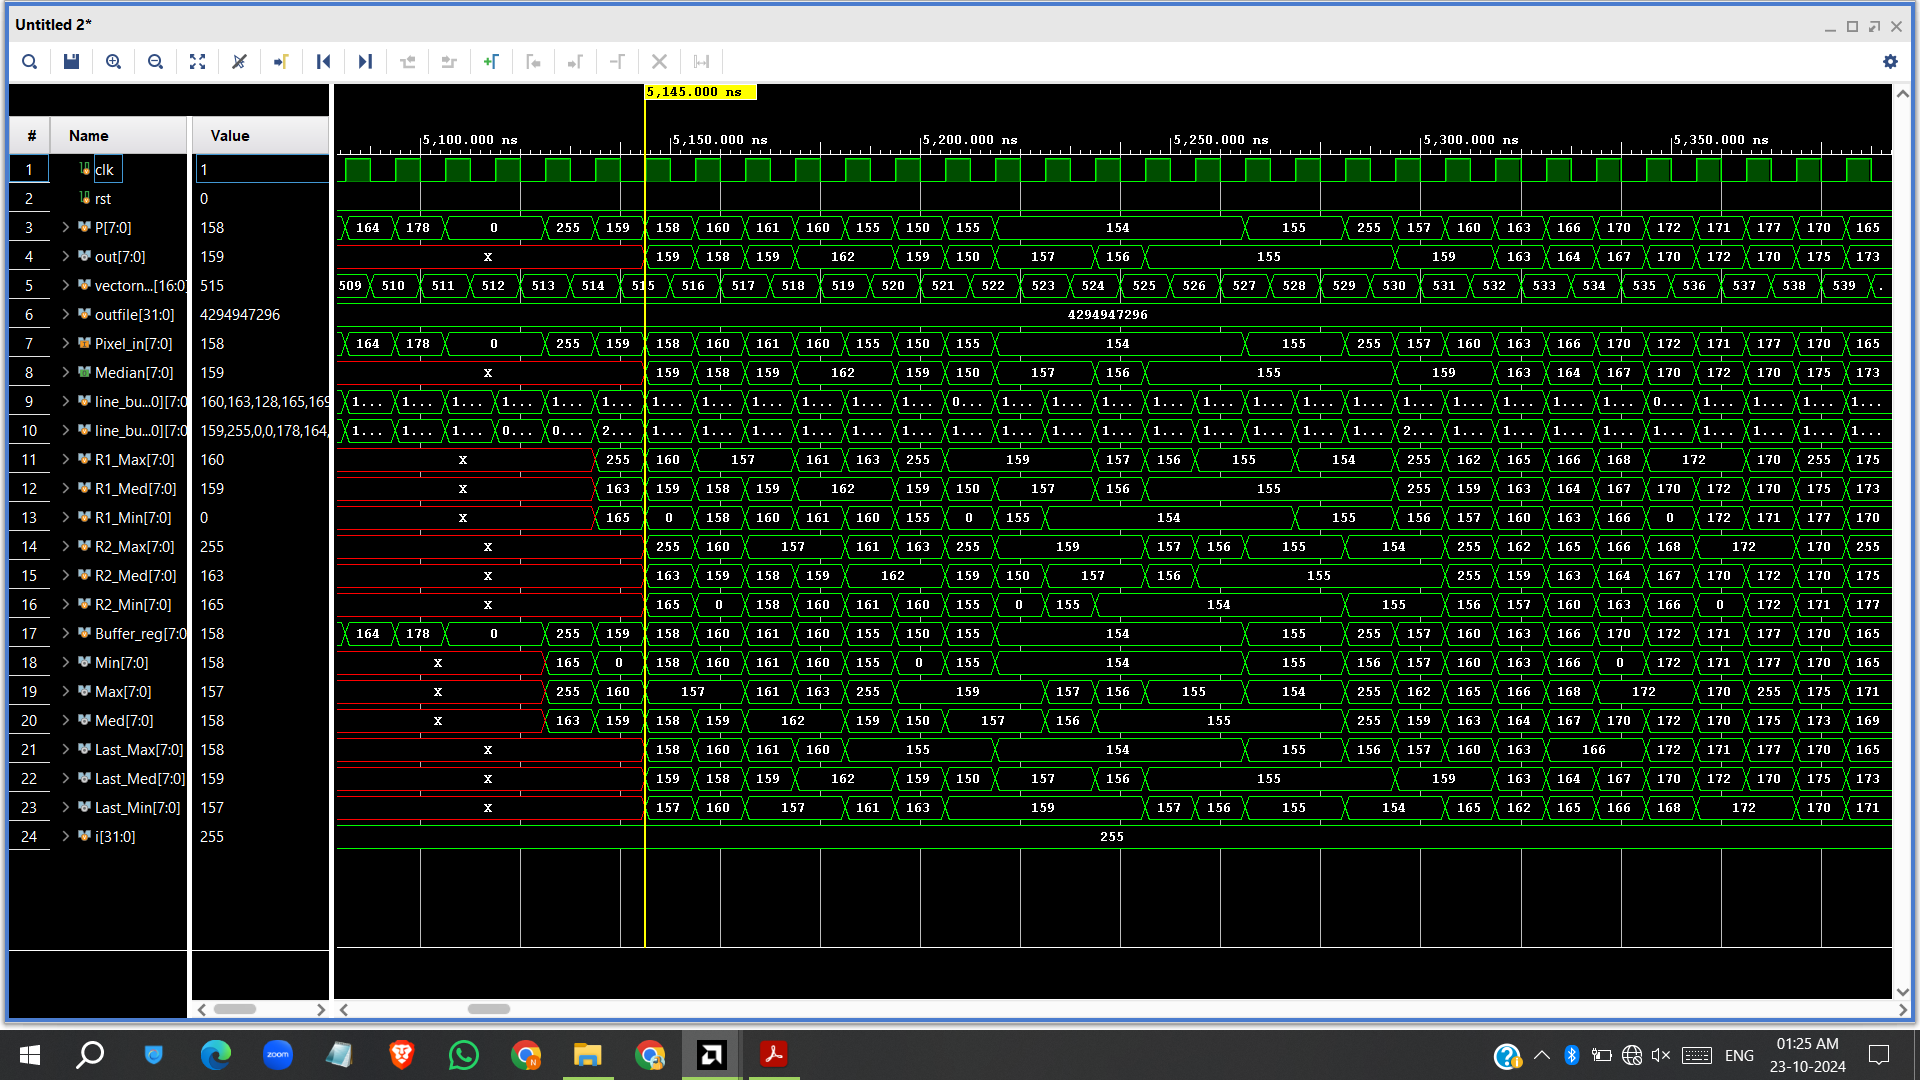 Untitled 2*
5,145.000 ns
5,100.000 ns 5,150.000 ns 5,200.000 ns 5,250.000 ns 5,300.000 ns 5,350.000 ns
# Name Value
1 clk 1
2 rst 0
3 P[7:0] 158 164 178 0 255 159 158 160 161 160 155 150 155 154 155 255 157 160 163 166 170 172 171 177 170 165
4 out[7:0] 159 X 159 158 159 162 159 150 157 156 155 159 163 164 167 170 172 170 175 173
5 vectorn...[16:0] 515 509 510 511 512 513 514 515 516 517 518 519 520 521 522 523 524 525 526 527 528 529 530 531 532 533 534 535 536 537 538 539 .
6 outfile[31:0] 4294947296 4294947296
7 Pixel_in[7:0] 158 164 178 0 255 159 158 160 161 160 155 150 155 154 155 255 157 160 163 166 170 172 171 177 170 165
8 Median[7:0] 159 X 159 158 159 162 159 150 157 156 155 159 163 164 167 170 172 170 175 173
9 line_bu...0][7:0 160,163,128,165,169 1... 1... 1... 1... 1... 1... 1... 1... 1... 1... 1... 1... 0... 1... 1... 1... 1... 1... 1... 1... 1... 1... 1... 1... 1... 1... 0... 1... 1... 1... 1...
10 line_bu...0][7:0 159,255,0,0,178,164, 1... 1... 1... 0... 0... 2... 1... 1... 1... 1... 1... 1... 1... 1... 1... 1... 1... 1... 1... 1... 1... 2... 1... 1... 1... 1... 1... 1... 1... 1... 1...
11 R1_Max[7:0] 160 X 255 160 157 161 163 255 159 157 156 155 154 255 162 165 166 168 172 170 255 175
12 R1_Med[7:0] 159 X 163 159 158 159 162 159 150 157 156 155 255 159 163 164 167 170 172 170 175 173
13 R1_Min[7:0] 0 X 165 0 158 160 161 160 155 0 155 154 155 156 157 160 163 166 0 172 171 177 170
14 R2_Max[7:0] 255 X 255 160 157 161 163 255 159 157 156 155 154 255 162 165 166 168 172 170 255
15 R2_Med[7:0] 163 X 163 159 158 159 162 159 150 157 156 155 255 159 163 164 167 170 172 170 175
16 R2_Min[7:0] 165 X 165 0 158 160 161 160 155 0 155 154 155 156 157 160 163 166 0 172 171 177
17 Buffer_reg[7:0 158 164 178 0 255 159 158 160 161 160 155 150 155 154 155 255 157 160 163 166 170 172 171 177 170 165
18 Min[7:0] 158 X 165 0 158 160 161 160 155 0 155 154 155 156 157 160 163 166 0 172 171 177 170 165
19 Max[7:0] 157 X 255 160 157 161 163 255 159 157 156 155 154 255 162 165 166 168 172 170 255 175 171
20 Med[7:0] 158 X 163 159 158 159 162 159 150 157 156 155 255 159 163 164 167 170 172 170 175 173 169
21 Last_Max[7:0] 158 X 158 160 161 160 155 154 155 156 157 160 163 166 172 171 177 170 165
22 Last_Med[7:0] 159 X 159 158 159 162 159 150 157 156 155 159 163 164 167 170 172 170 175 173
23 Last_Min[7:0] 157 X 157 160 157 161 163 159 157 156 155 154 165 162 165 166 168 172 170 171
24 i[31:0] 255 255
zoom
N
ENG
01:25 AM
23-10-2024